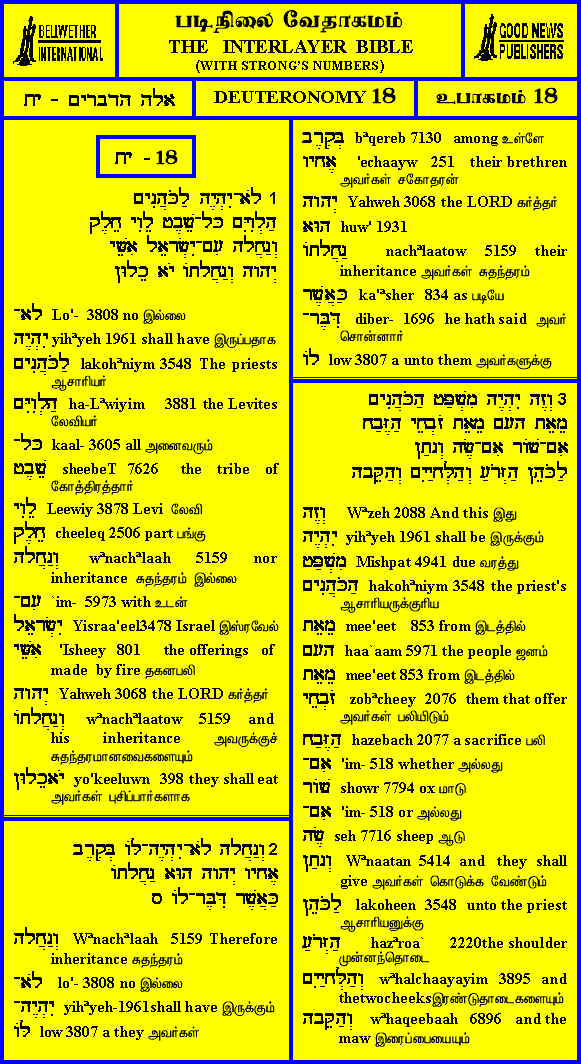 BELLWETHER
INTERNATIONAL
படிநிலை வேதாகமம்
THE INTERLAYER BIBLE
(WITH STRONG'S NUMBERS)
GOOD NEWS
PUBLISHERS
אלה הדברים - יח
DEUTERONOMY 18
உபாகமம் 18
יח - 18
1 לֹא־יִהְיֶה לַכֹּהֲנִים
הַלְוִיִּם כָּל־שֵׁבֶט לֵוִי חֵלֶק
וְנַחֲלָה עִם־יִשְׂרָאֵל אִשֵּׁי
יְהוָה וְנַחֲלָתוֹ יֹא כֵלוּן
לֹא־ Lo'- 3808 no இல்லை
יִהְיֶה yihªyeh 1961 shall have இருப்பதாக
לַכֹּהֲנִים lakohªniym 3548 The priests
ஆசாரியர்
הַלְוִיִּם ha-Lªwiyim 3881 the Levites
லேவியர்
כָּל־ kaal- 3605 all அனைவரும்
שֵׁבֶט sheebeT 7626 the tribe of
கோத்திரத்தார்
לֵוִי Leewiy 3878 Levi லேவி
חֵלֶק cheeleq 2506 part பங்கு
וְנַחֲלָה wªnachªlaah 5159 nor
inheritance சுதந்தரம் இல்லை
עִם־ `im- 5973 with உடன்
יִשְׂרָאֵל Yisraa'eel3478 Israel இஸ்ரவேல்
אִשֵּׁי 'Isheey 801 the offerings of
made by fire தகனபலி
יְהוָה Yahweh 3068 the LORD கர்த்தர்
וְנַחֲלָתוֹ wªnachªlaatow 5159 and
his inheritance அவருக்குச்
சுதந்தரமானவைகளையும்
יֹאכֵלוּן yo'keeluwn 398 they shall eat
அவர்கள் புசிப்பார்களாக
2 וְנַחֲלָה לֹא־יִהְיֶה־לּוֹ בְּקֶרֶב
אֶחָיו יְהוָה הוּא נַחֲלָתוֹ
כַּאֲשֶׁר דִּבֶּר־לוֹ ס
וְנַחֲלָה Wªnachªlaah 5159 Therefore
inheritance சுதந்தரம்
לֹא־ lo'- 3808 no இல்லை
יִהְיֶה־ yihªyeh-1961shall have இருக்கும்
לּוֹ low 3807 a they அவர்கள்
בְּקֶרֶב bªqereb 7130 among உள்ளே
אֶחָיו 'echaayw 251 their brethren
அவர்கள் சகோதரன்
יְהוָה Yahweh 3068 the LORD கர்த்தர்
הוּא huw' 1931
נַחֲלָתוֹ nachªlaatow 5159 their
inheritance அவர்கள் சுதந்தரம்
כַּאֲשֶׁר ka'ªsher 834 as படியே
דִּבֶּר־ diber- 1696 he hath said அவர்
சொன்னார்
לוֹ low 3807 a unto them அவர்களுக்கு
3 וְזֶה יִהְיֶה מִשְׁפַּט הַכֹּהֲנִים
מֵאֵת הָעָם מֵאֵת זֹבְחֵי הַזֶּבַח
אִם־שׁוֹר אִם־שֶׂה וְנָתַן
לַכֹּהֵן הַזְּרֹעַ וְהַלְּחָיַיִם וְהַקֵּבָה
וְזֶה Wªzeh 2088 And this இது
יִהְיֶה yihªyeh 1961 shall be இருக்கும்
מִשְׁפַּט Mishpat 4941 due வரத்து
הַכֹּהֲנִים hakohªniym 3548 the priest's
ஆசாரியருக்குரிய
מֵאֵת mee'eet 853 from இடத்தில்
הָעָם haa`aam 5971 the people ஜனம்
מֵאֵת mee'eet 853 from இடத்தில்
זֹבְחֵי zobªcheey 2076 them that offer
அவர்கள் பலியிடும்
הַזֶּבַח hazebach 2077 a sacrifice பலி
אִם־ 'im- 518 whether அல்லது
שׁוֹר showr 7794 ox மாடு
אִם־ 'im- 518 or அல்லது
שֶׂה seh 7716 sheep ஆடு
וְנָתַן Wªnaatan 5414 and they shall
give அவர்கள் கொடுக்க வேண்டும்
לַכֹּהֵן lakoheen 3548 unto the priest
ஆசாரியனுக்கு
הַזְּרֹעַ hazªroa` 2220the shoulder
முன்னந்தொடை
וְהַלְּחָיַיִם wªhalchaayayim 3895 and
thetwocheeksஇரண்டுதாடைகளையும்
וְהַקֵּבָה wªhaqeebaah 6896 and the
maw இரைப்பையையும்